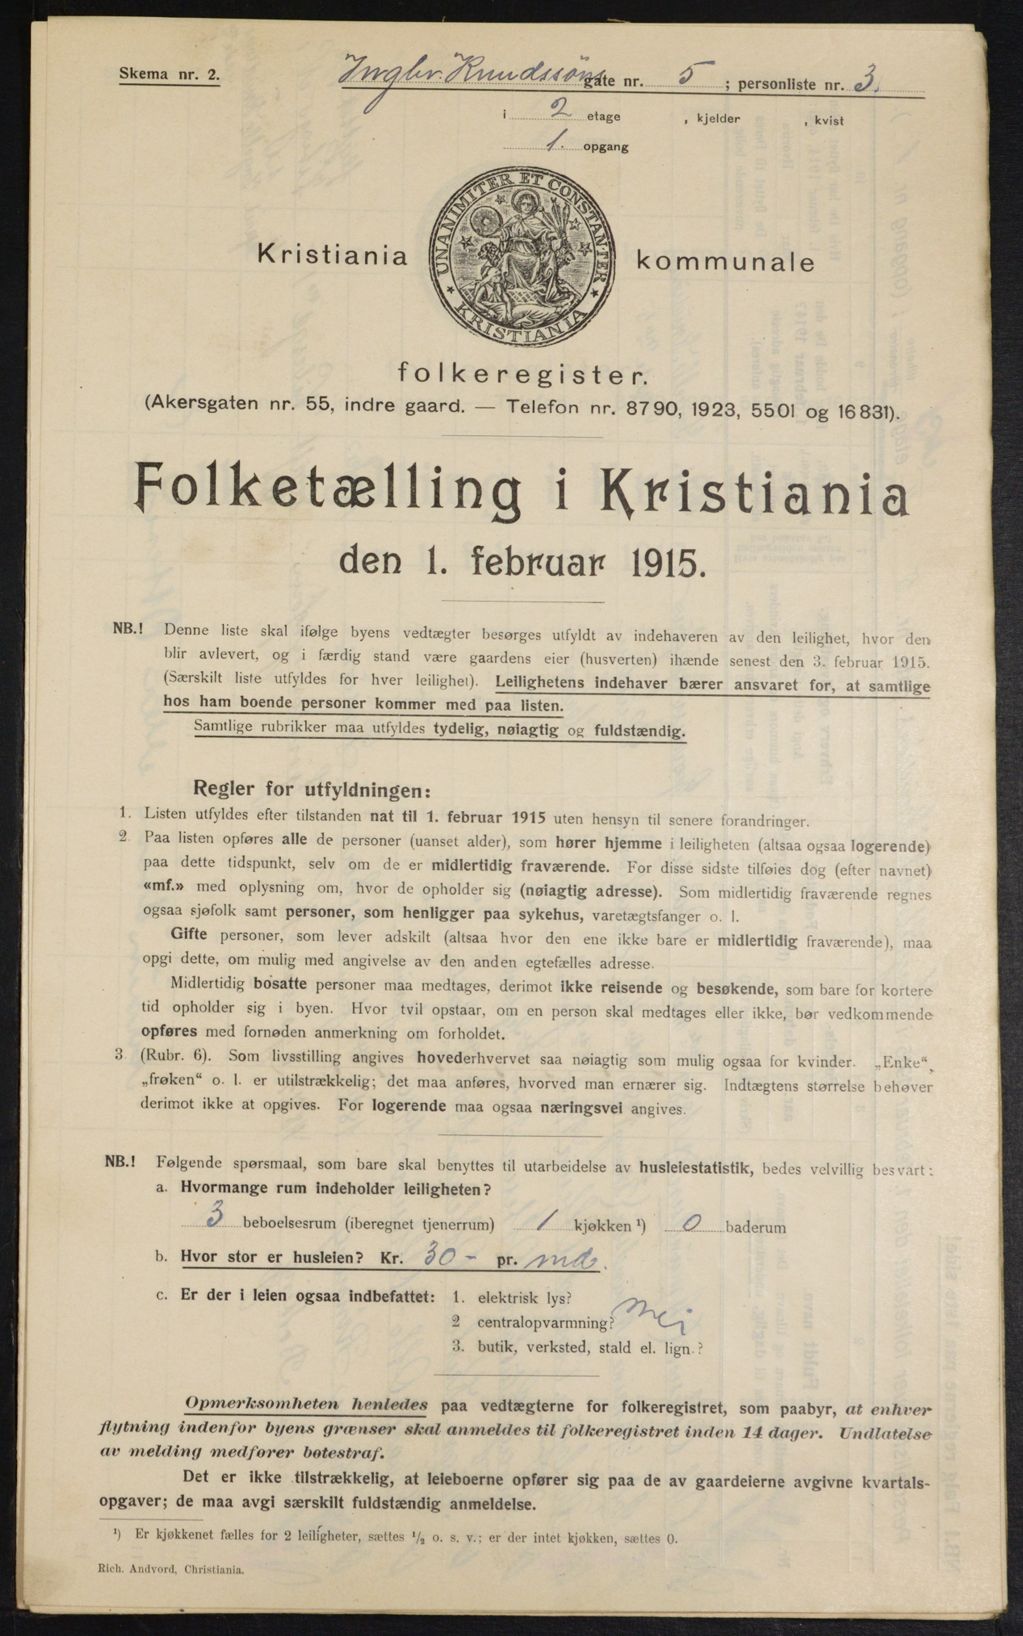 Skema nr. 2.
Ingebr. Knudssöns gate nr. 5 ; personliste nr. 3.
i 2 etage , kjelder , kvist
1. opgang
UNANIMITER ET CONSTANTER
KRISTIANIA
Kristiania kommunale
folkeregister.
(Akersgaten nr. 55, indre gaard. — Telefon nr. 8790, 1923, 5501 og 16831).
Folketælling i Kristiania
den 1. februar 1915.
NB.! Denne liste skal ifølge byens vedtægter besørges utfyldt av indehaveren av den leilighet, hvor den
blir avlevert, og i færdig stand være gaardens eier (husverten) ihænde senest den 3. februar 1915.
(Særskilt liste utfyldes for hver leilighet). Leilighetens indehaver bærer ansvaret for, at samtlige
hos ham boende personer kommer med paa listen.
Samtlige rubrikker maa utfyldes tydelig, nøiagtig og fuldstændig.
Regler for utfyldningen:
1. Listen utfyldes efter tilstanden nat til 1. februar 1915 uten hensyn til senere forandringer.
2 Paa listen opføres alle de personer (uanset alder), som hører hjemme i leiligheten (altsaa ogsaa logerende)
paa dette tidspunkt, selv om de er midlertidig fraværende. For disse sidste tilføies dog (efter navnet)
«mf.» med oplysning om, hvor de opholder sig (nøiagtig adresse). Som midlertidig fraværende regnes
ogsaa sjøfolk samt personer, som henligger paa sykehus, varetægtsfanger o. l.
Gifte personer, som lever adskilt (altsaa hvor den ene ikke bare er midlertidig fraværende), maa
opgi dette, om mulig med angivelse av den anden egtefælles adresse.
Midlertidig bosatte personer maa medtages, derimot ikke reisende og besøkende, som bare for kortere
tid opholder sig i byen. Hvor tvil opstaar, om en person skal medtages eller ikke, bør vedkommende
opføres med fornøden anmerkning om forholdet.
3 (Rubr. 6). Som livsstilling angives hovederhvervet saa nøiagtig som mulig ogsaa for kvinder. „Enke“,
„frøken“ o. l. er utilstrækkelig; det maa anføres, hvorved man ernærer sig. Indtægtens størrelse behøver
derimot ikke at opgives. For logerende maa ogsaa næringsvei angives.
NB.! Følgende spørsmaal, som bare skal benyttes til utarbeidelse av husleiestatistik, bedes velvillig besvart:
a. Hvormange rum indeholder leiligheten?
3 beboelsesrum (iberegnet tjenerrum) 1 kjøkken ¹) 0 baderum
b. Hvor stor er husleien? Kr. 30 - pr. md.
c. Er der i leien ogsaa indbefattet: 1. elektrisk lys?
2 centralopvarmning? Nei
3. butik, verksted, stald el. lign.?
Opmerksomheten henledes paa vedtægterne for folkeregistret, som paabyr, at enhver
flytning indenfor byens grænser skal anmeldes til folkeregistret inden 14 dager. Undlatelse
av melding medfører bøtestraf.
Det er ikke tilstrækkelig, at leieboerne opfører sig paa de av gaardeierne avgivne kvartals-
opgaver; de maa avgi særskilt fuldstændig anmeldelse.
¹) Er kjøkkenet fælles for 2 leiligheter, sættes ¹/₂ o. s. v.; er der intet kjøkken, sættes 0.
Rich. Andvord, Christiania.